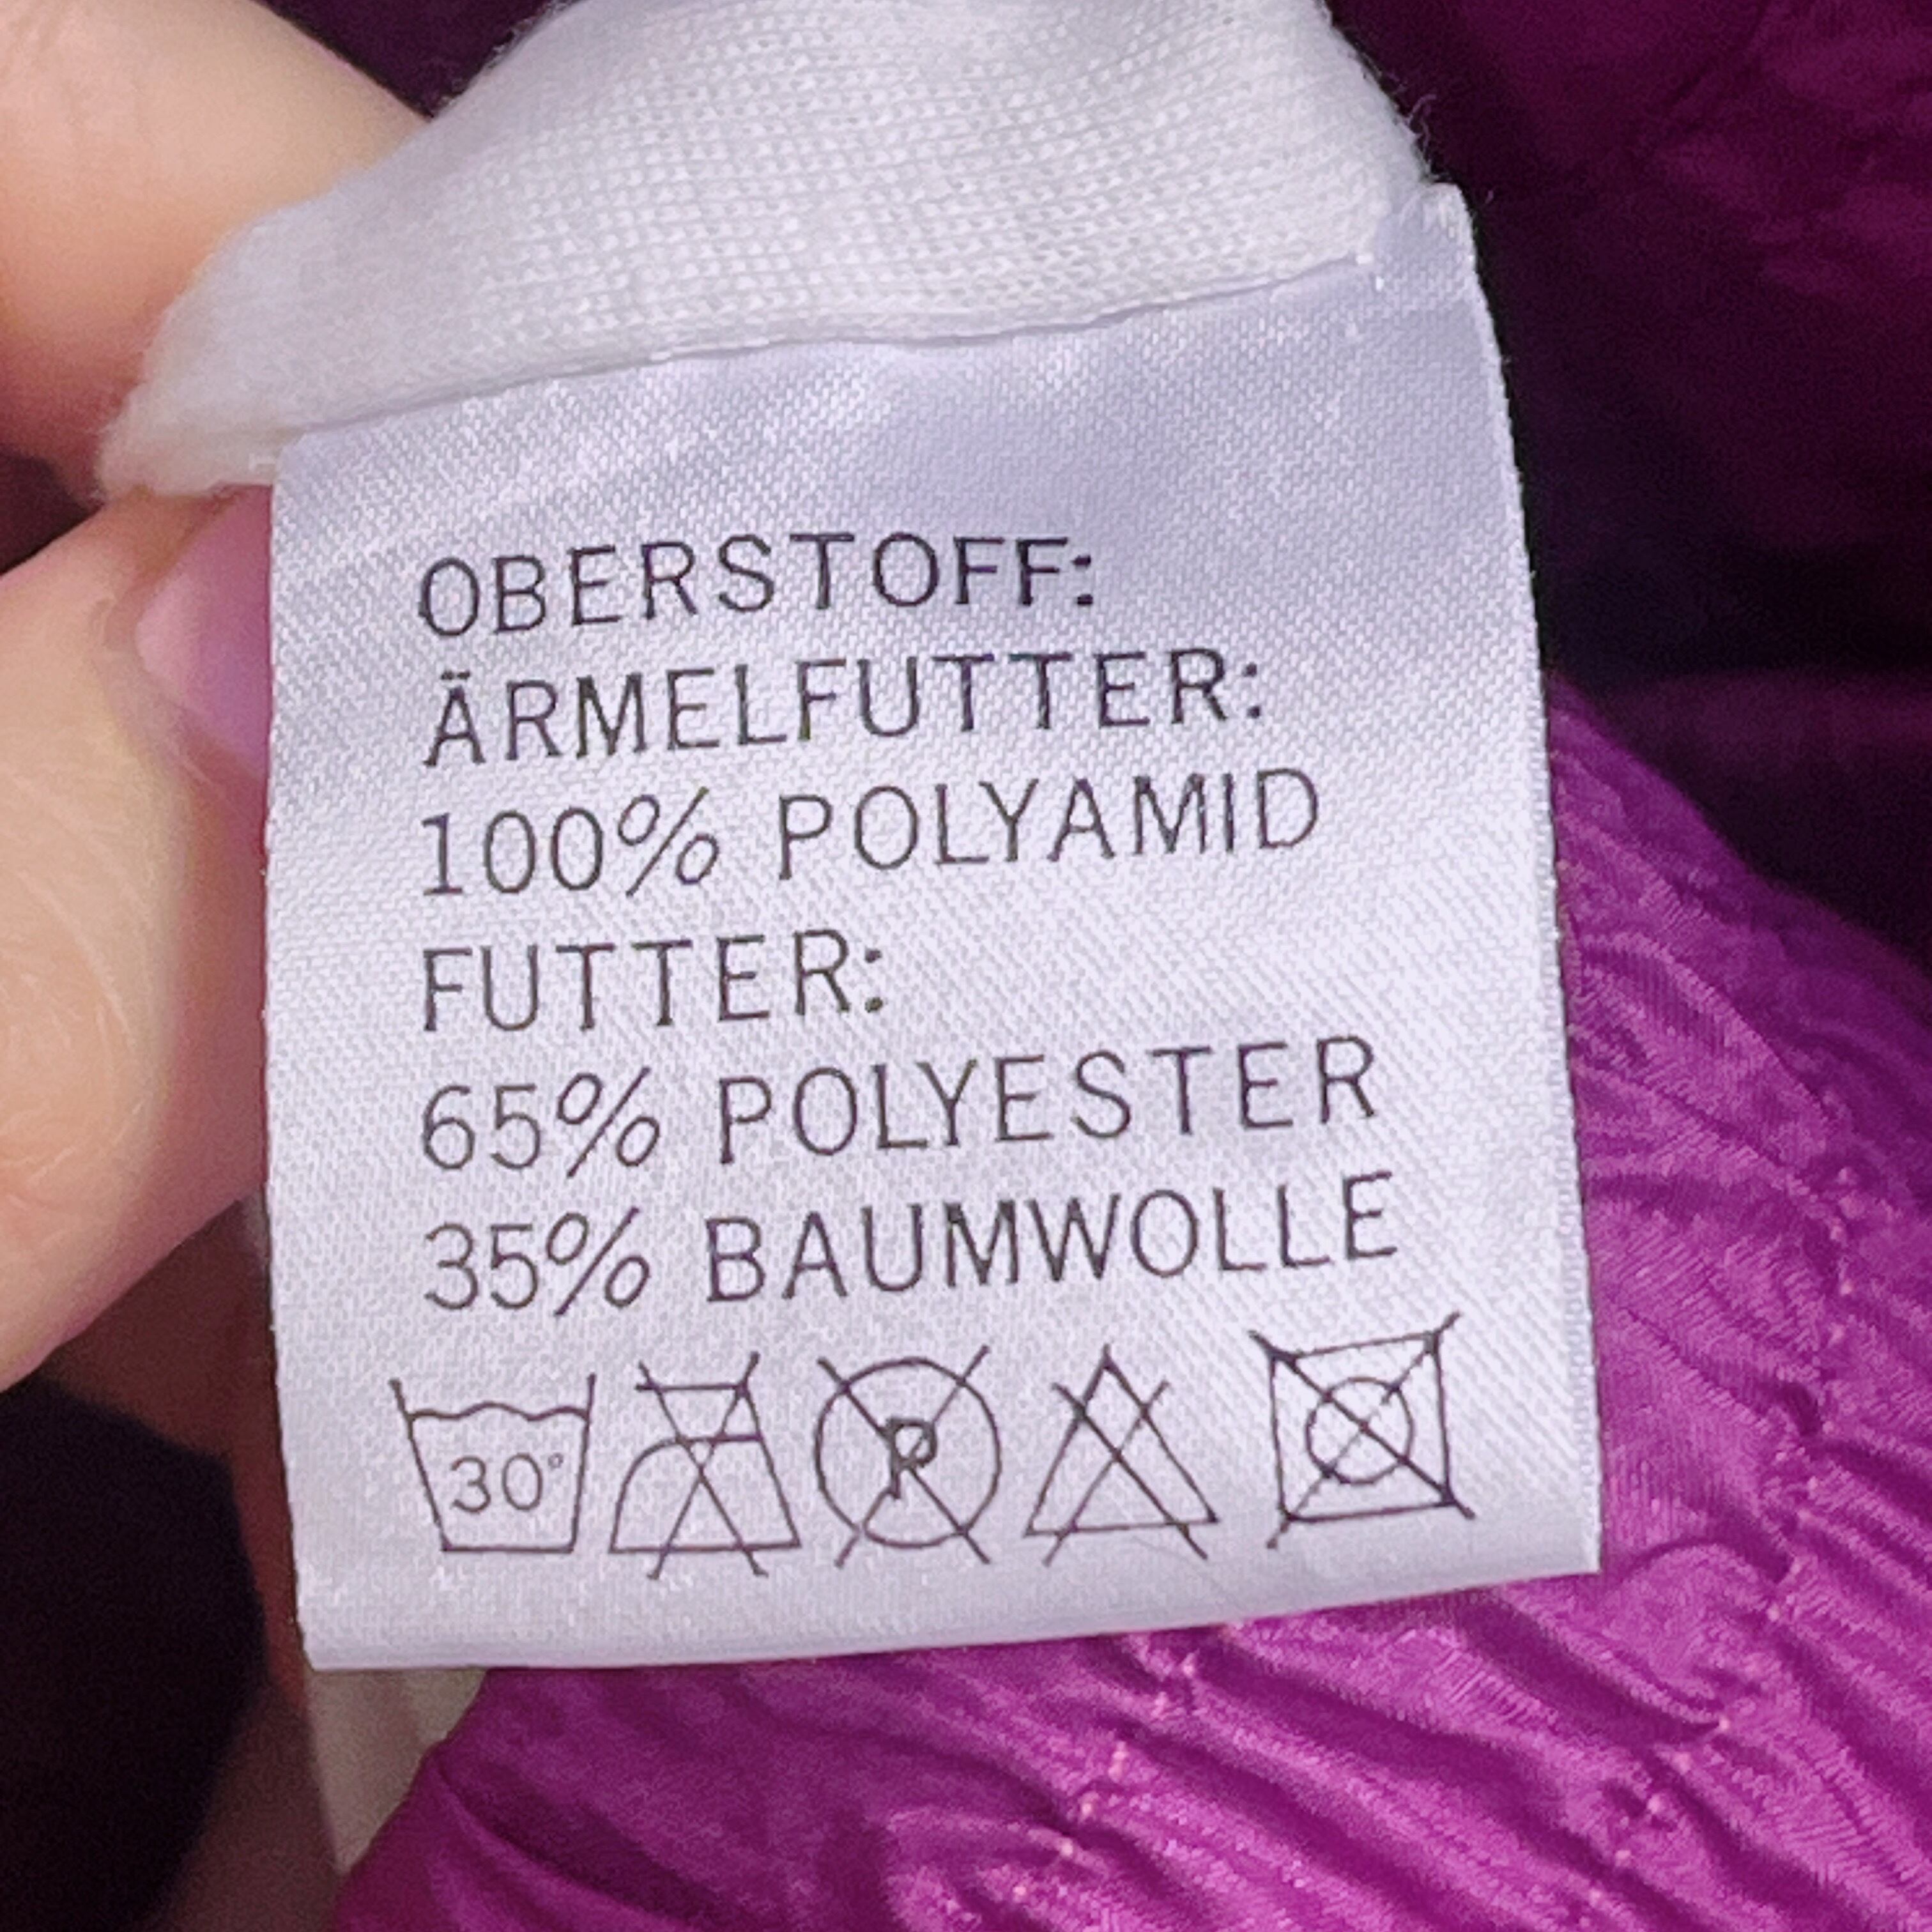 OBERSTOFF:
ÄRMELFUTTER:
100% POLYAMID
FUTTER:
65% POLYESTER
35% BAUMWOLLE
30° P